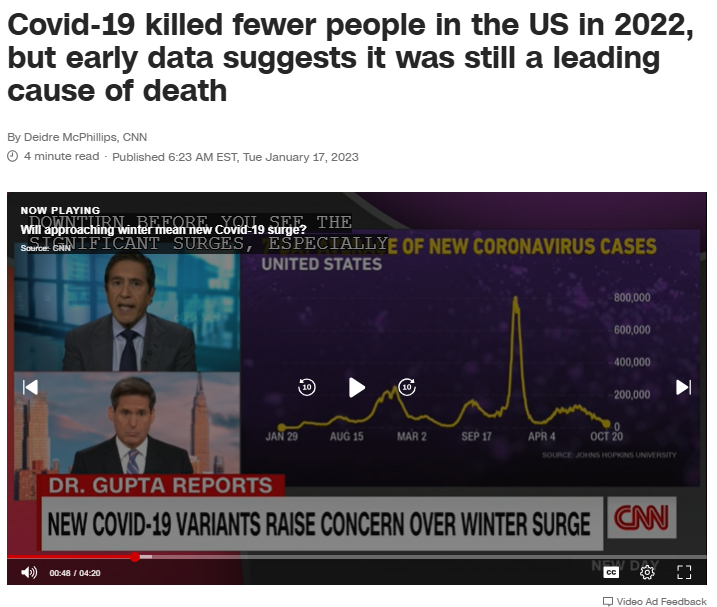 Covid-19 killed fewer people in the US in 2022,
but early data suggests it was still a leading
cause of death
By Deidre McPhillips, CNN
4 minute read · Published 6:23 AM EST, Tue January 17, 2023
NOW PLAYING
DOWNTURN BEFORE YOU SEE THE
Will approaching winter mean new Covid-19 surge?
SIGNIFICANT SURGES, ESPECIALLY
Source: CNN
E OF NEW CORONAVIRUS CASES
UNITED STATES
800,000
600,000
400,000
200,000
0
JAN 29 AUG 15 MAR 2 SEP 17 APR 4 OCT 20
SOURCE: JOHNS HOPKINS UNIVERSITY
10 10
DR. GUPTA REPORTS
NEW COVID-19 VARIANTS RAISE CONCERN OVER WINTER SURGE
CNN
NEW DAY
00:48 / 04:20
CC
Video Ad Feedback